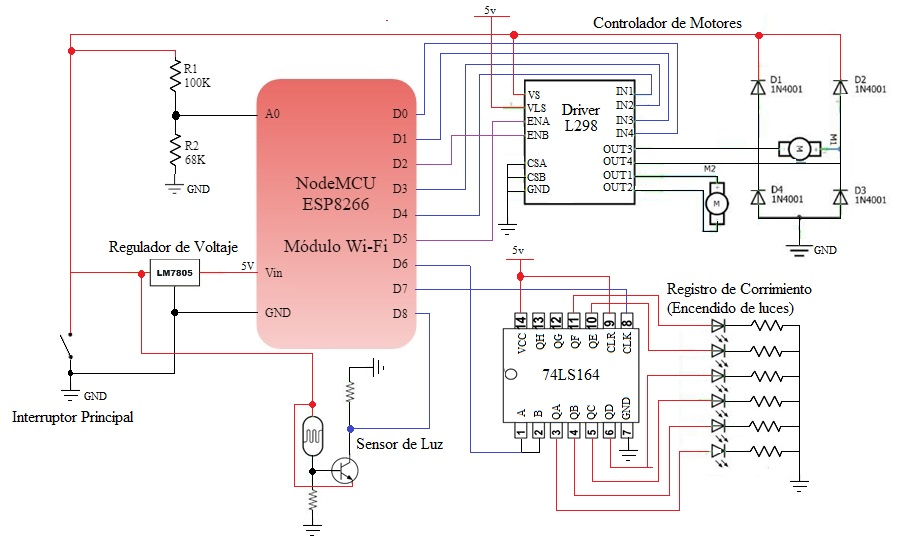 5v
Controlador de Motores
R1
100K
R2
68K
GND
A0
D0
D1
D2
D3
D4
D5
D6
D7
D8
NodeMCU
ESP8266
Módulo Wi-Fi
Vin
GND
Regulador de Voltaje
LM7805
5V
GND
Interruptor Principal
Sensor de Luz
VS
VLS
ENA
ENB
CSA
CSB
GND
Driver
L298
IN1
IN2
IN3
IN4
OUT3
OUT4
OUT1
OUT2
D1
1N4001
D2
1N4001
M
M1
M2
M
D4
1N4001
D3
1N4001
GND
5v
Registro de Corrimiento
(Encendido de luces)
14 13 12 11 10 9 8
VCC QH QG QF QE CLR CLK
74LS164
A B QA QB QC QD GND
1 2 3 4 5 6 7